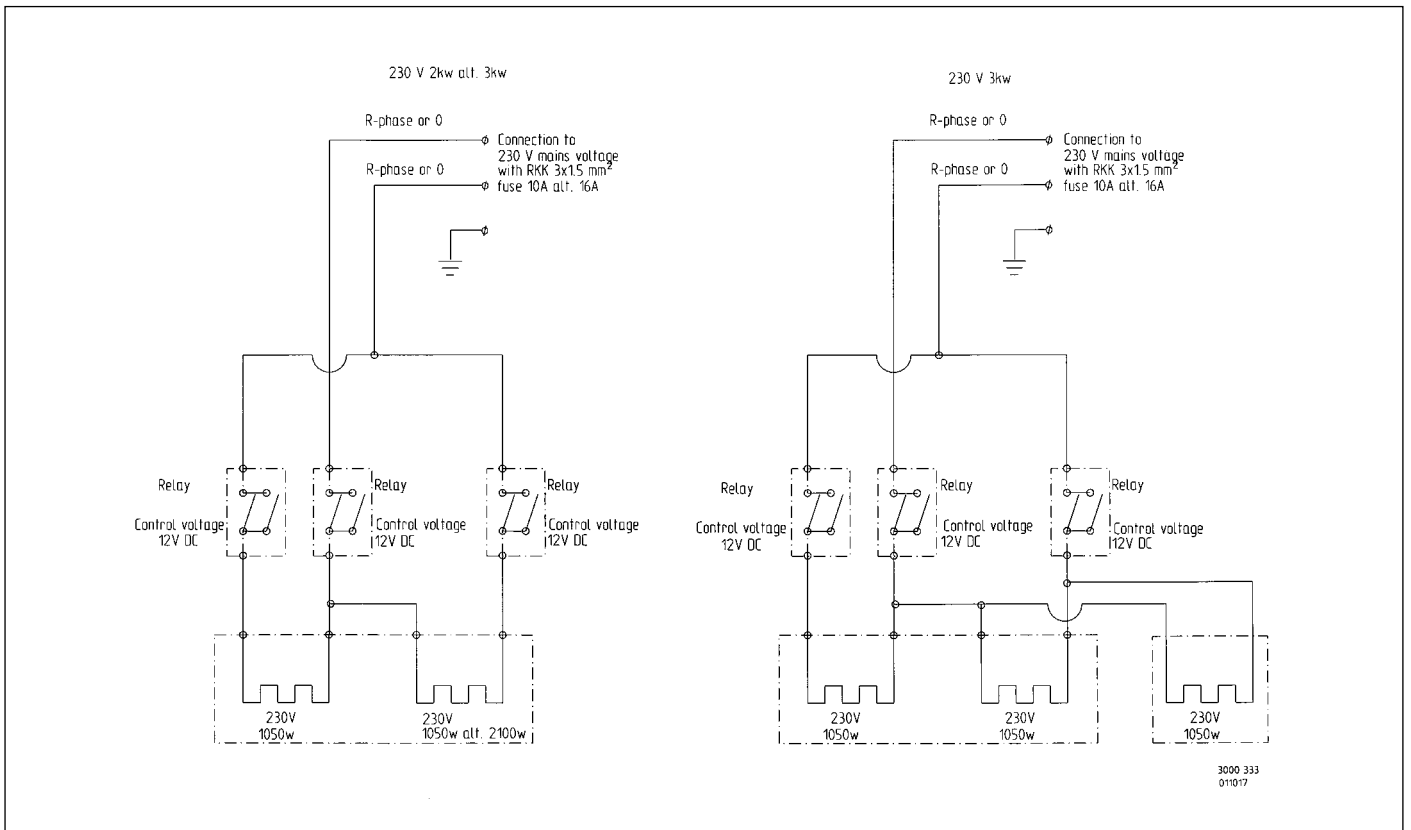 230 V 2kw alt. 3kw
R-phase or 0
R-phase or 0
Connection to
230 V mains voltage
with RKK 3x1.5 mm²
fuse 10A alt. 16A
Relay
Control voltage
12V DC
Relay
Control voltage
12V DC
Relay
Control voltage
12V DC
230V
1050w
230V
1050w alt. 2100w
230 V 3kw
R-phase or 0
R-phase or 0
Connection to
230 V mains voltage
with RKK 3x1.5 mm²
fuse 10A alt. 16A
Relay
Control voltage
12V DC
Relay
Control voltage
12V DC
Relay
Control voltage
12V DC
230V
1050w
230V
1050w
230V
1050w
3000 333
011017